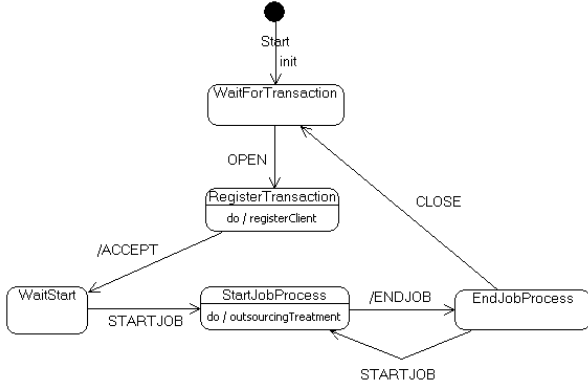 Start
init
WaitForTransaction
OPEN
RegisterTransaction
do / registerClient
CLOSE
/ACCEPT
WaitStart
STARTJOB
StartJobProcess
do / outsourcingTreatment
/ENDJOB
EndJobProcess
STARTJOB